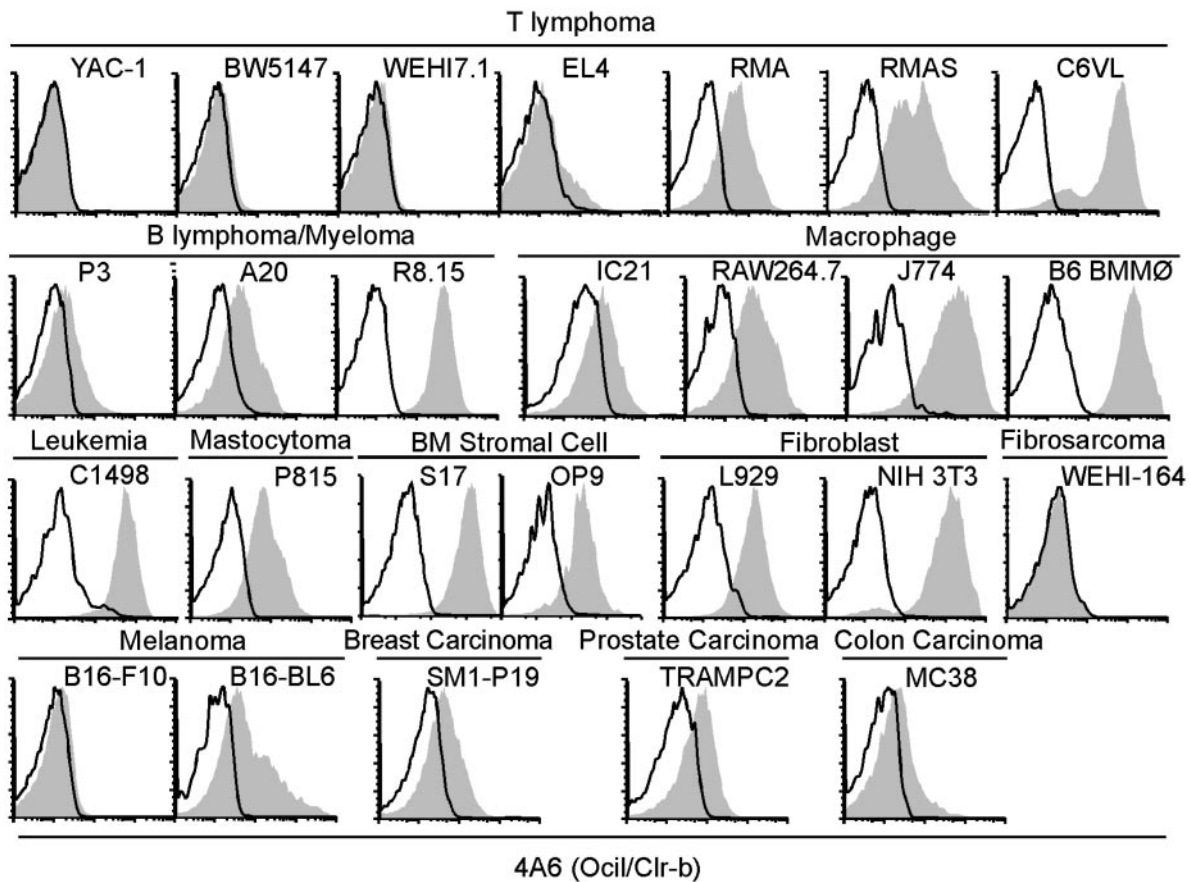 T lymphoma
YAC-1 BW5147 WEHI7.1 EL4 RMA RMAS C6VL
B lymphoma/Myeloma Macrophage
P3 A20 R8.15 IC21 RAW264.7 J774 B6 BMMØ
Leukemia Mastocytoma BM Stromal Cell Fibroblast Fibrosarcoma
C1498 P815 S17 OP9 L929 NIH 3T3 WEHI-164
Melanoma Breast Carcinoma Prostate Carcinoma Colon Carcinoma
B16-F10 B16-BL6 SM1-P19 TRAMPC2 MC38
4A6 (Ocil/Clr-b)